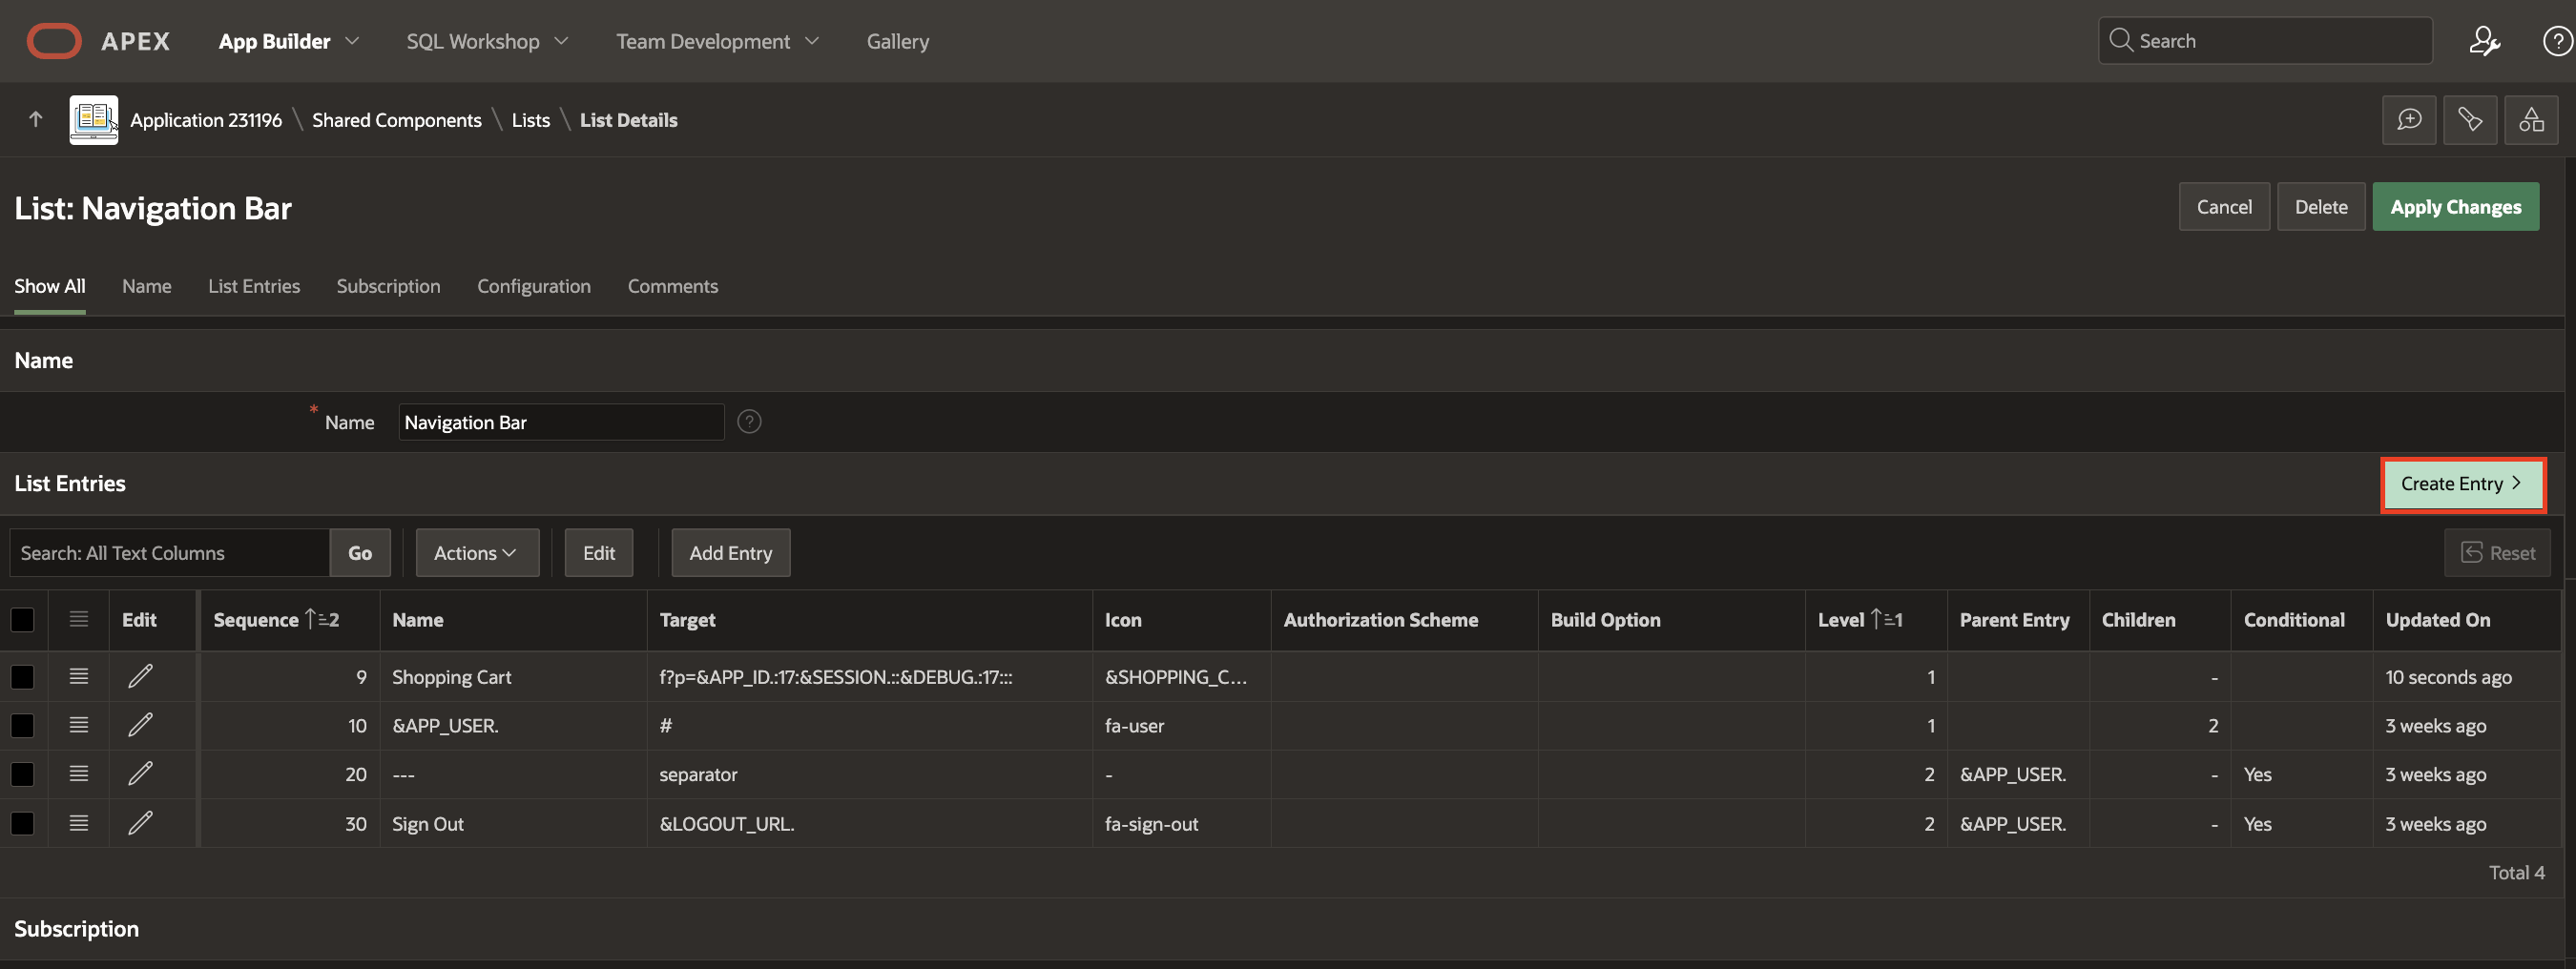 APEX App Builder SQL Workshop Team Development Gallery Search
Application 231196 \ Shared Components \ Lists \ List Details
List: Navigation Bar Cancel Delete Apply Changes
Show All Name List Entries Subscription Configuration Comments
Name
* Name Navigation Bar ?
List Entries Create Entry >
Search: All Text Columns Go Actions Edit Add Entry Reset
Edit Sequence 2 Name Target Icon Authorization Scheme Build Option Level 1 Parent Entry Children Conditional Updated On
9 Shopping Cart f?p=&APP_ID.:17:&SESSION.::&DEBUG.:17::: &SHOPPING_C... 1 - 10 seconds ago
10 &APP_USER. # fa-user 1 2 3 weeks ago
20 --- separator - 2 &APP_USER. - Yes 3 weeks ago
30 Sign Out &LOGOUT_URL. fa-sign-out 2 &APP_USER. - Yes 3 weeks ago
Total 4
Subscription